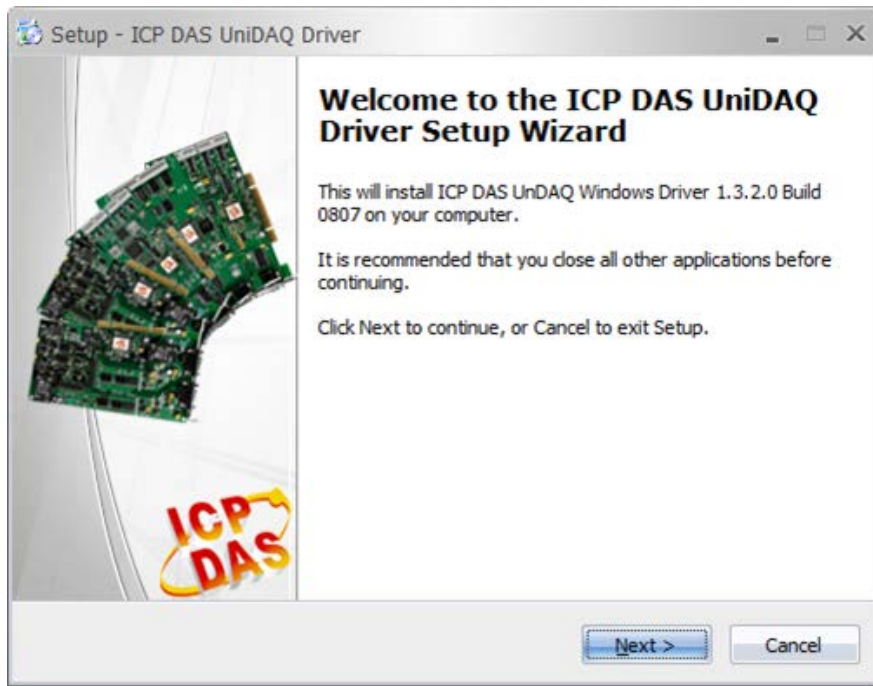 Setup - ICP DAS UniDAQ Driver
Welcome to the ICP DAS UniDAQ
Driver Setup Wizard
This will install ICP DAS UnDAQ Windows Driver 1.3.2.0 Build
0807 on your computer.
It is recommended that you close all other applications before
continuing.
Click Next to continue, or Cancel to exit Setup.
ICP
DAS
Next >
Cancel